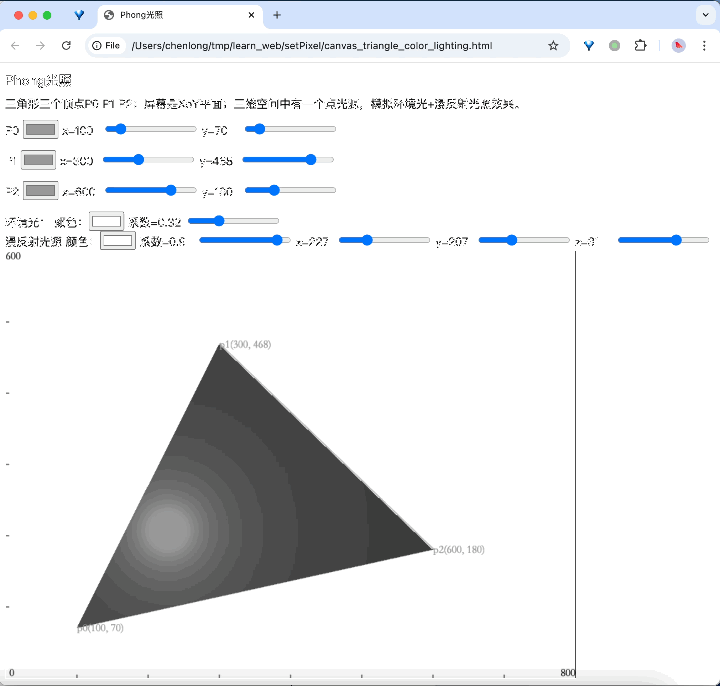 Phong光照
File /Users/chenlong/tmp/learn_web/setPixel/canvas_triangle_color_lighting.html
Phong光照
三角形三个顶点P0 P1 P2；屏幕是XoY平面；三维空间中有一个点光源，模拟环境光+漫反射光照效果。
P0 x=100 y=70
P1 x=300 y=468
P2 x=600 y=180
环境光： 颜色： 系数=0.32
漫反射光照 颜色： 系数=0.9 x=227 y=207
600
p1(300, 468)
p2(600, 180)
p0(100, 70)
0 800